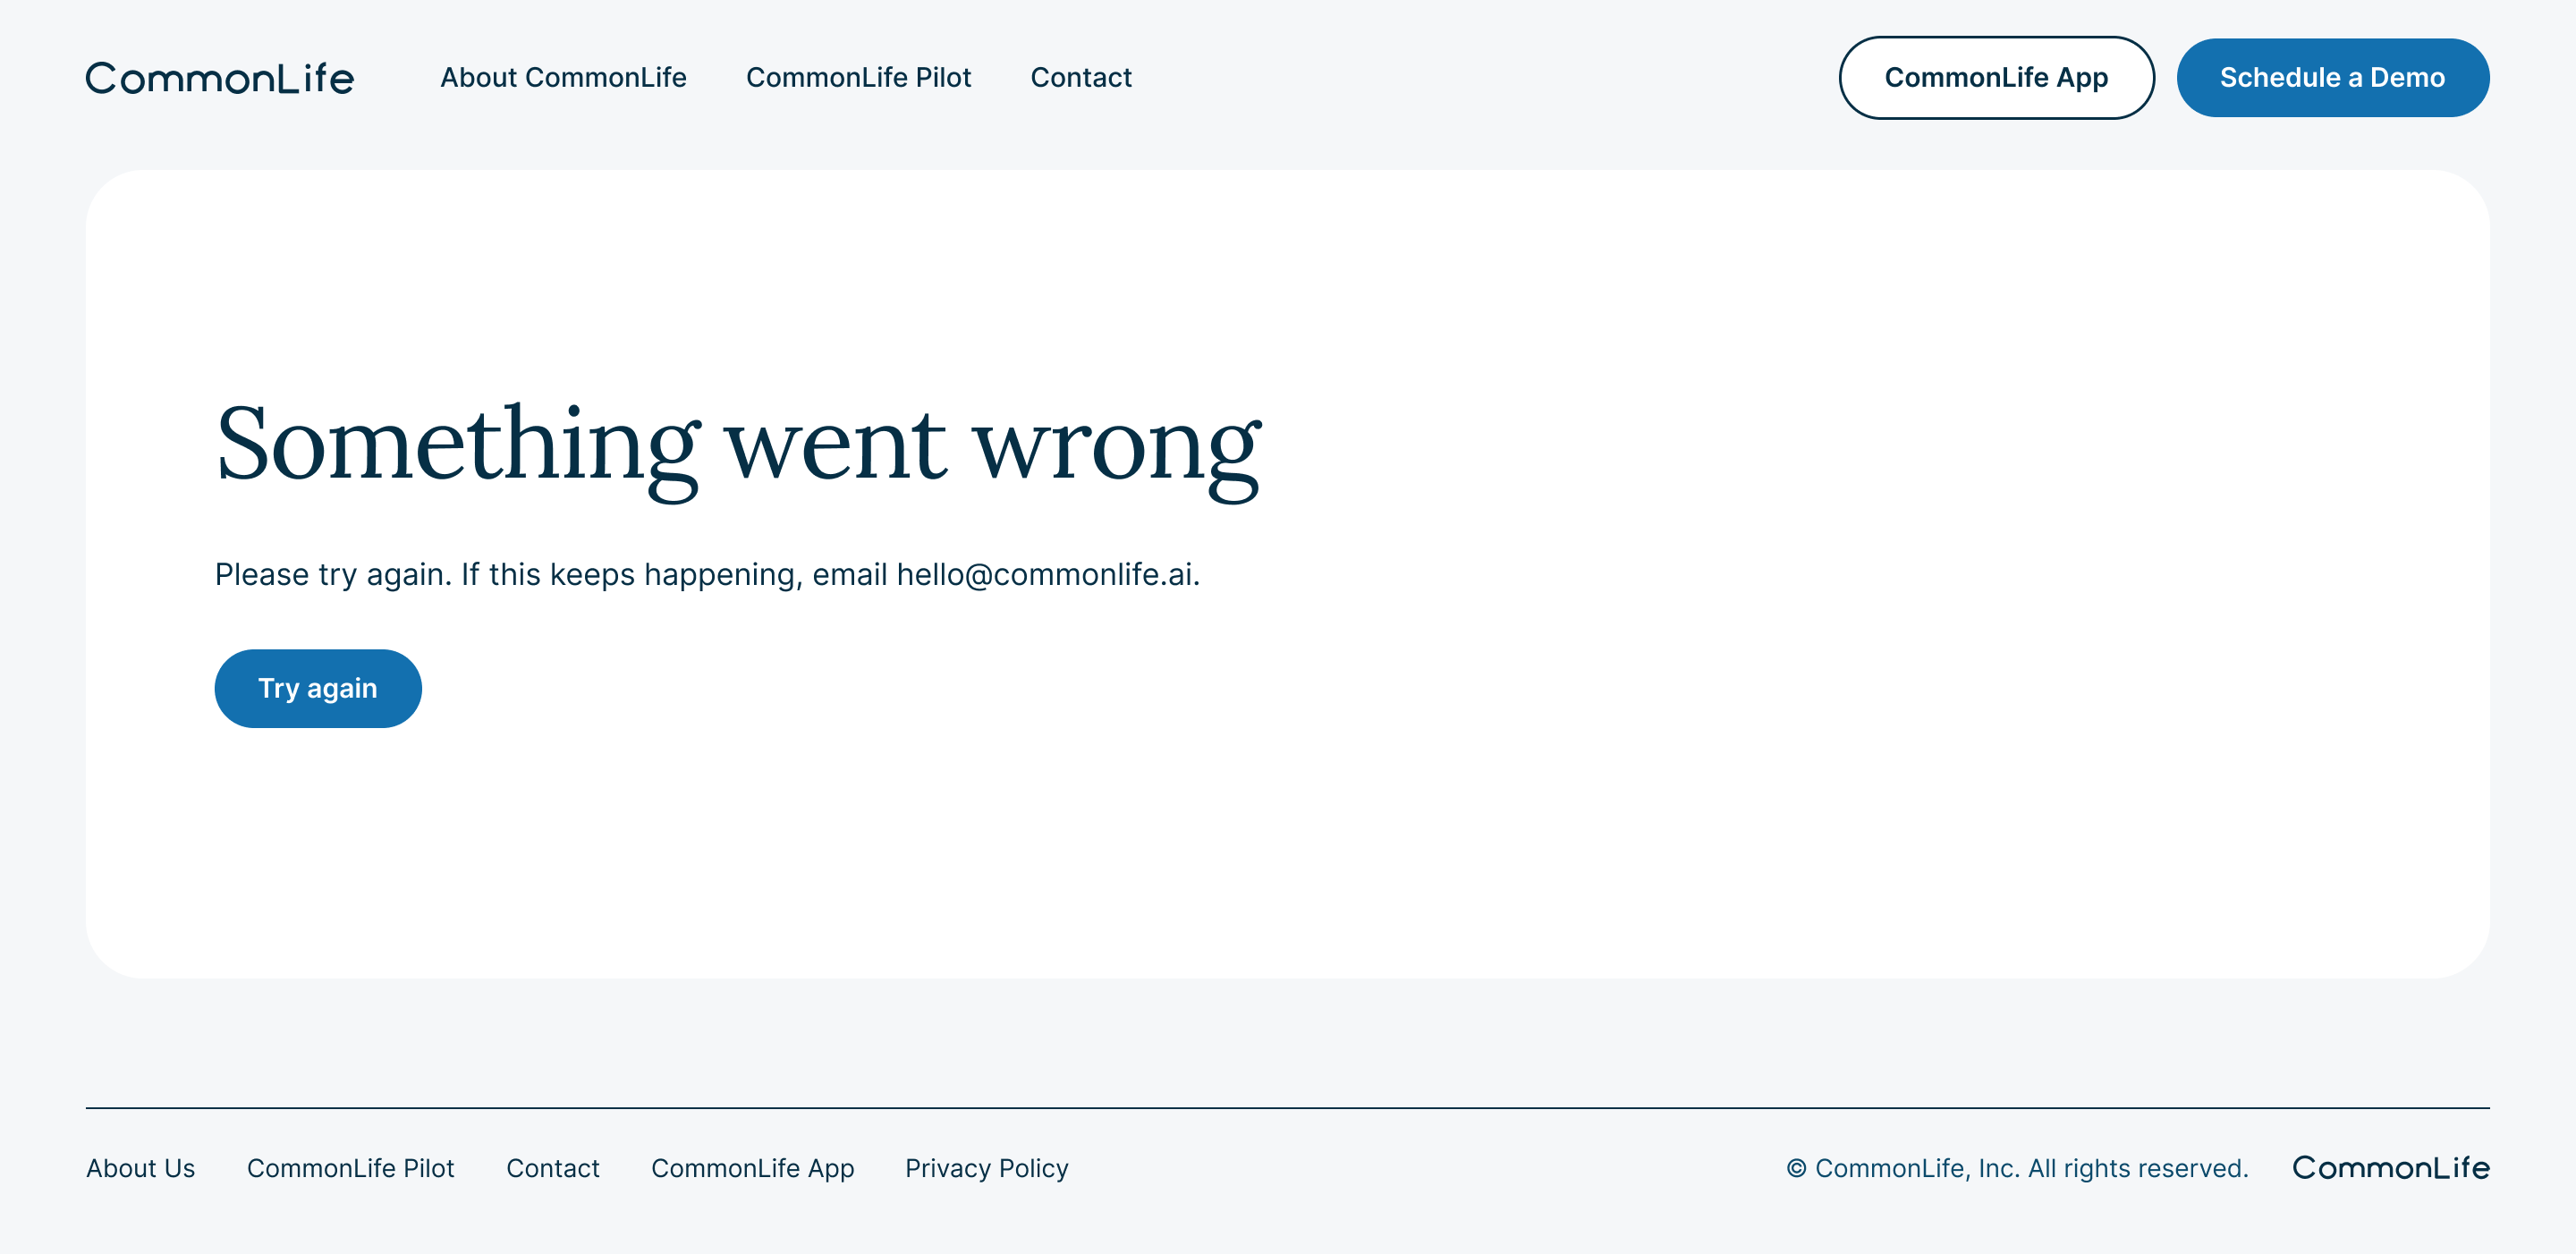 CommonLife About CommonLife CommonLife Pilot Contact CommonLife App Schedule a Demo
Something went wrong
Please try again. If this keeps happening, email hello@commonlife.ai.
Try again
About Us CommonLife Pilot Contact CommonLife App Privacy Policy © CommonLife, Inc. All rights reserved. CommonLife